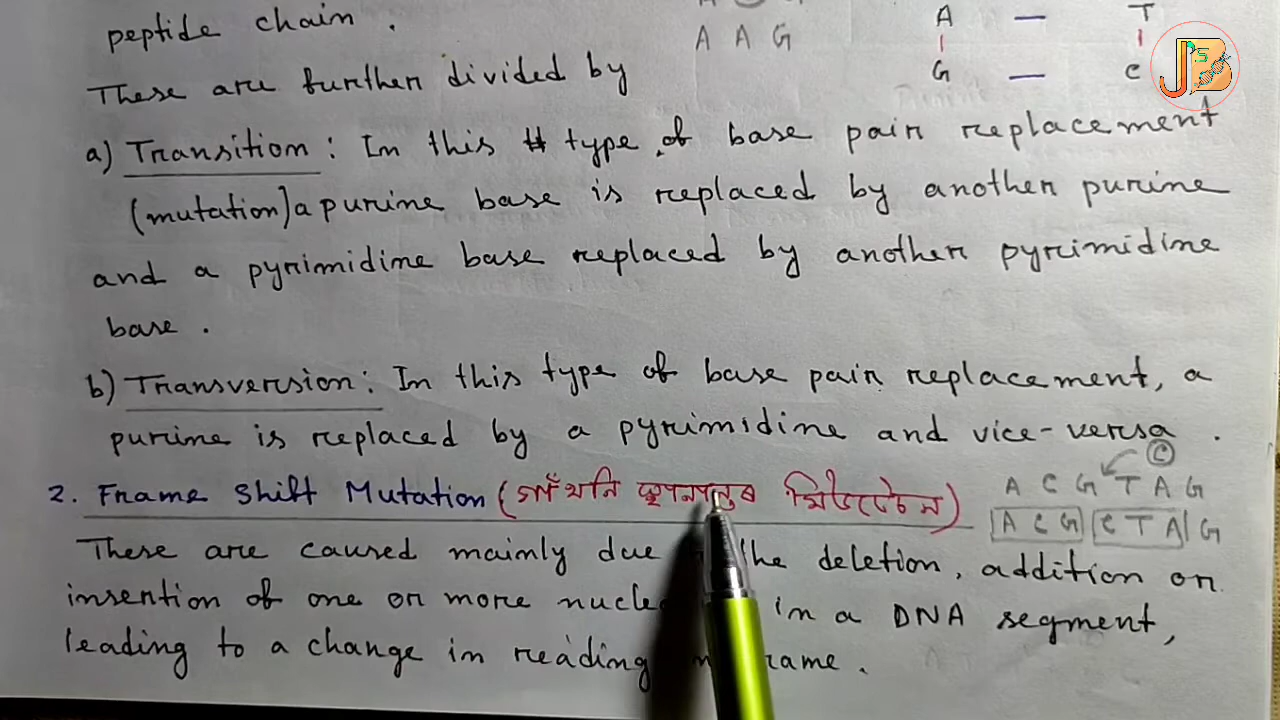 peptide chain .
A A G
A — T
G — C
These are further divided by
a) Transition : In this type of base pair replacement
(mutation) a purine base is replaced by another purine
and a pyrimidine base replaced by another pyrimidine
base .
b) Transversion : In this type of base pair replacement, a
purine is replaced by a pyrimidine and vice-versa .
C
2. Frame Shift Mutation ( মিউটেচন )
A C G T A G
A C G C T A G
These are caused mainly due the deletion, addition or
insertion of one or more in a DNA segment,
leading to a change in reading